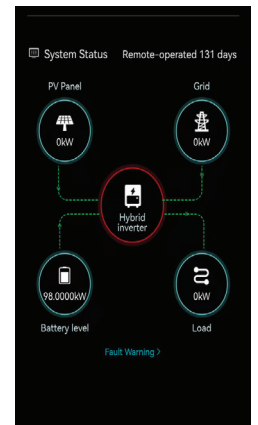 System Status Remote-operated 131 days
PV Panel Grid
0kW 0kW
Hybrid
inverter
98.0000kW 0kW
Battery level Load
Fault Warning >